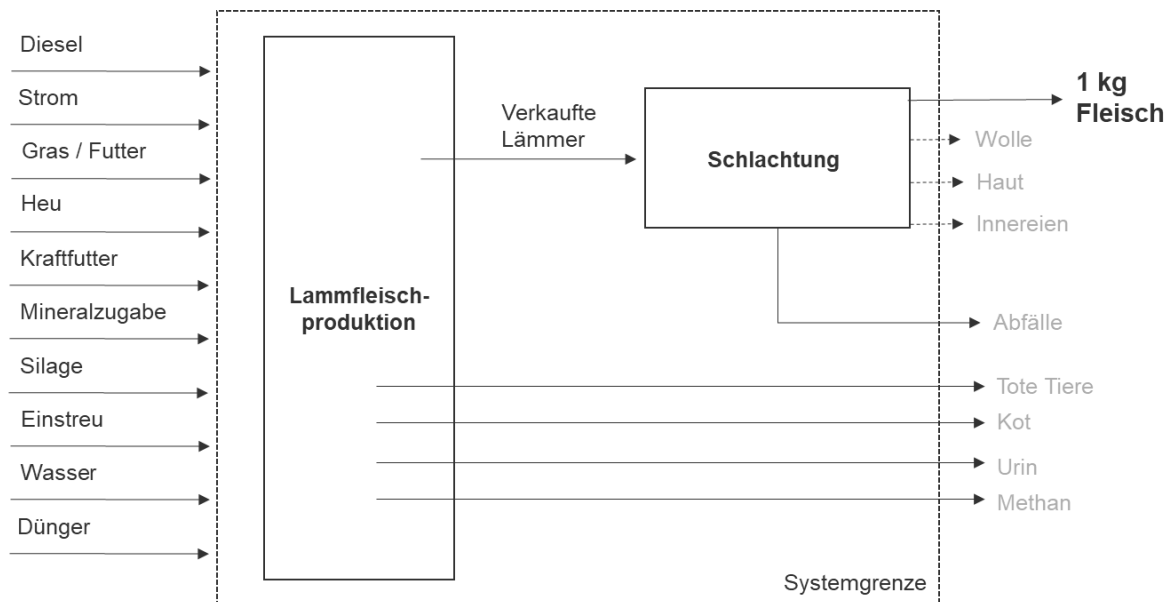 Diesel
Strom
Gras / Futter
Heu
Kraftfutter
Mineralzugabe
Silage
Einstreu
Wasser
Dünger
Lammfleisch-
produktion
Verkaufte
Lämmer
Schlachtung
1 kg
Fleisch
Wolle
Haut
Innereien
Abfälle
Tote Tiere
Kot
Urin
Methan
Systemgrenze